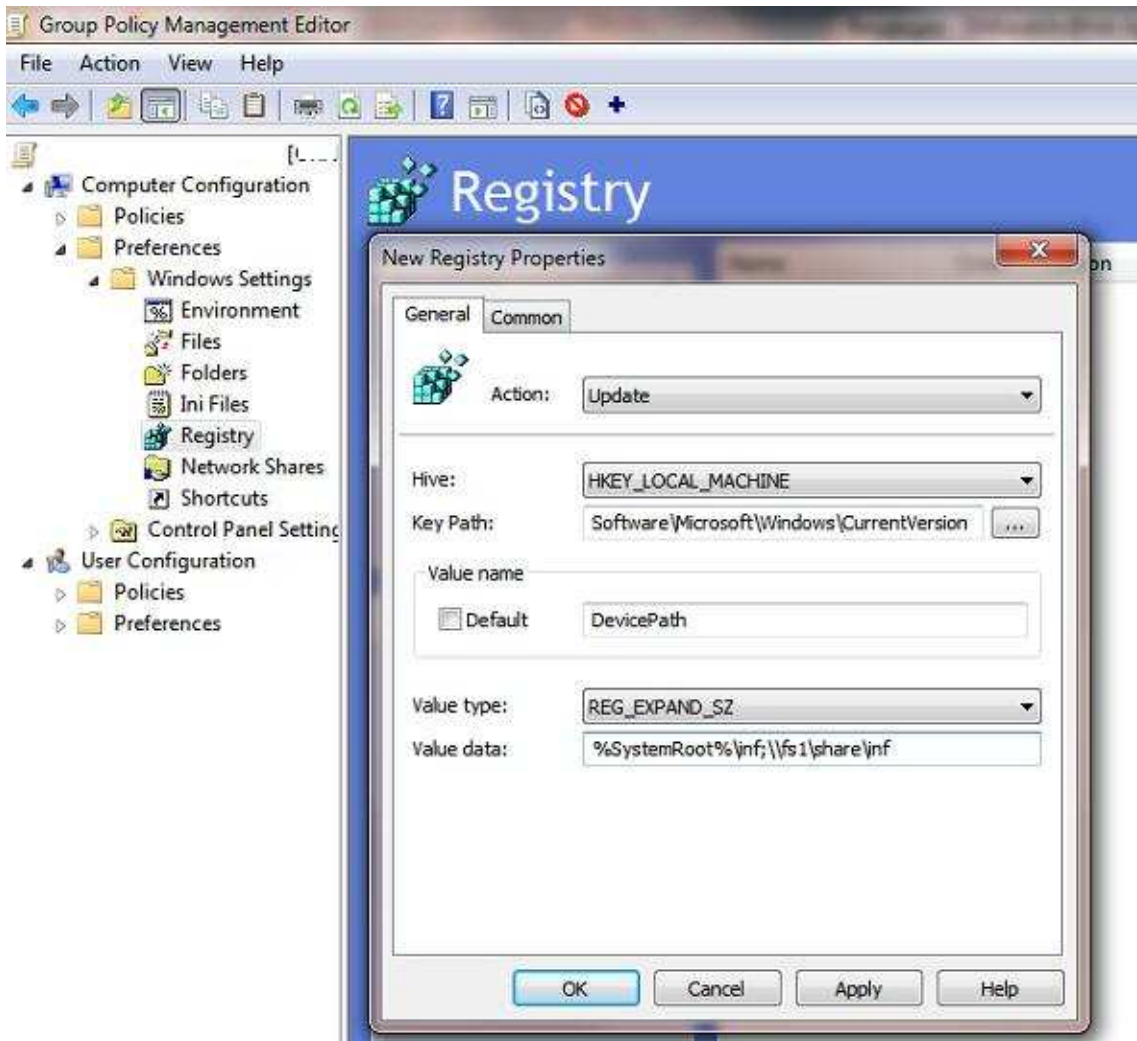 Group Policy Management Editor
File Action View Help
Computer Configuration
Policies
Preferences
Windows Settings
Environment
Files
Folders
Ini Files
Registry
Network Shares
Shortcuts
Control Panel Setting
User Configuration
Policies
Preferences
Registry
on
New Registry Properties
General Common
Action: Update
Hive: HKEY_LOCAL_MACHINE
Key Path: Software\Microsoft\Windows\CurrentVersion ...
Value name
Default DevicePath
Value type: REG_EXPAND_SZ
Value data: %SystemRoot%\inf;\\fs1\share\inf
OK Cancel Apply Help